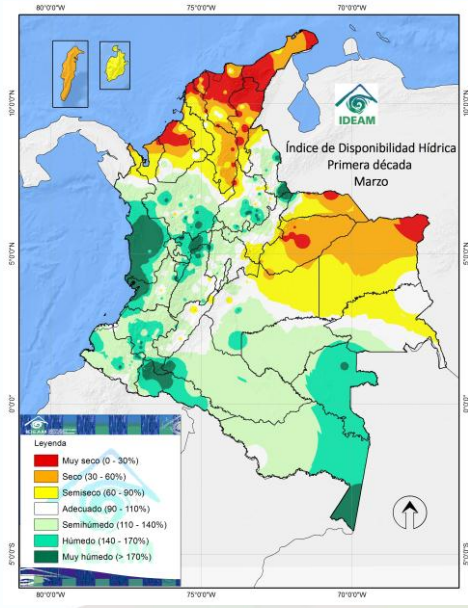 80°0'0"W 75°0'0"W 70°0'0"W
10°0'0"N 10°0'0"N
IDEAM
Índice de Disponibilidad Hídrica
Primera década
Marzo
5°0'0"N 5°0'0"N
0°0'0" 0°0'0"
IDEAM
Leyenda
Muy seco (0 - 30%)
Seco (30 - 60%)
Semiseco (60 - 90%)
Adecuado (90 - 110%)
Semihúmedo (110 - 140%)
Húmedo (140 - 170%)
Muy húmedo (> 170%)
IDEAM
5°0'0"S 5°0'0"S
80°0'0"W 75°0'0"W 70°0'0"W